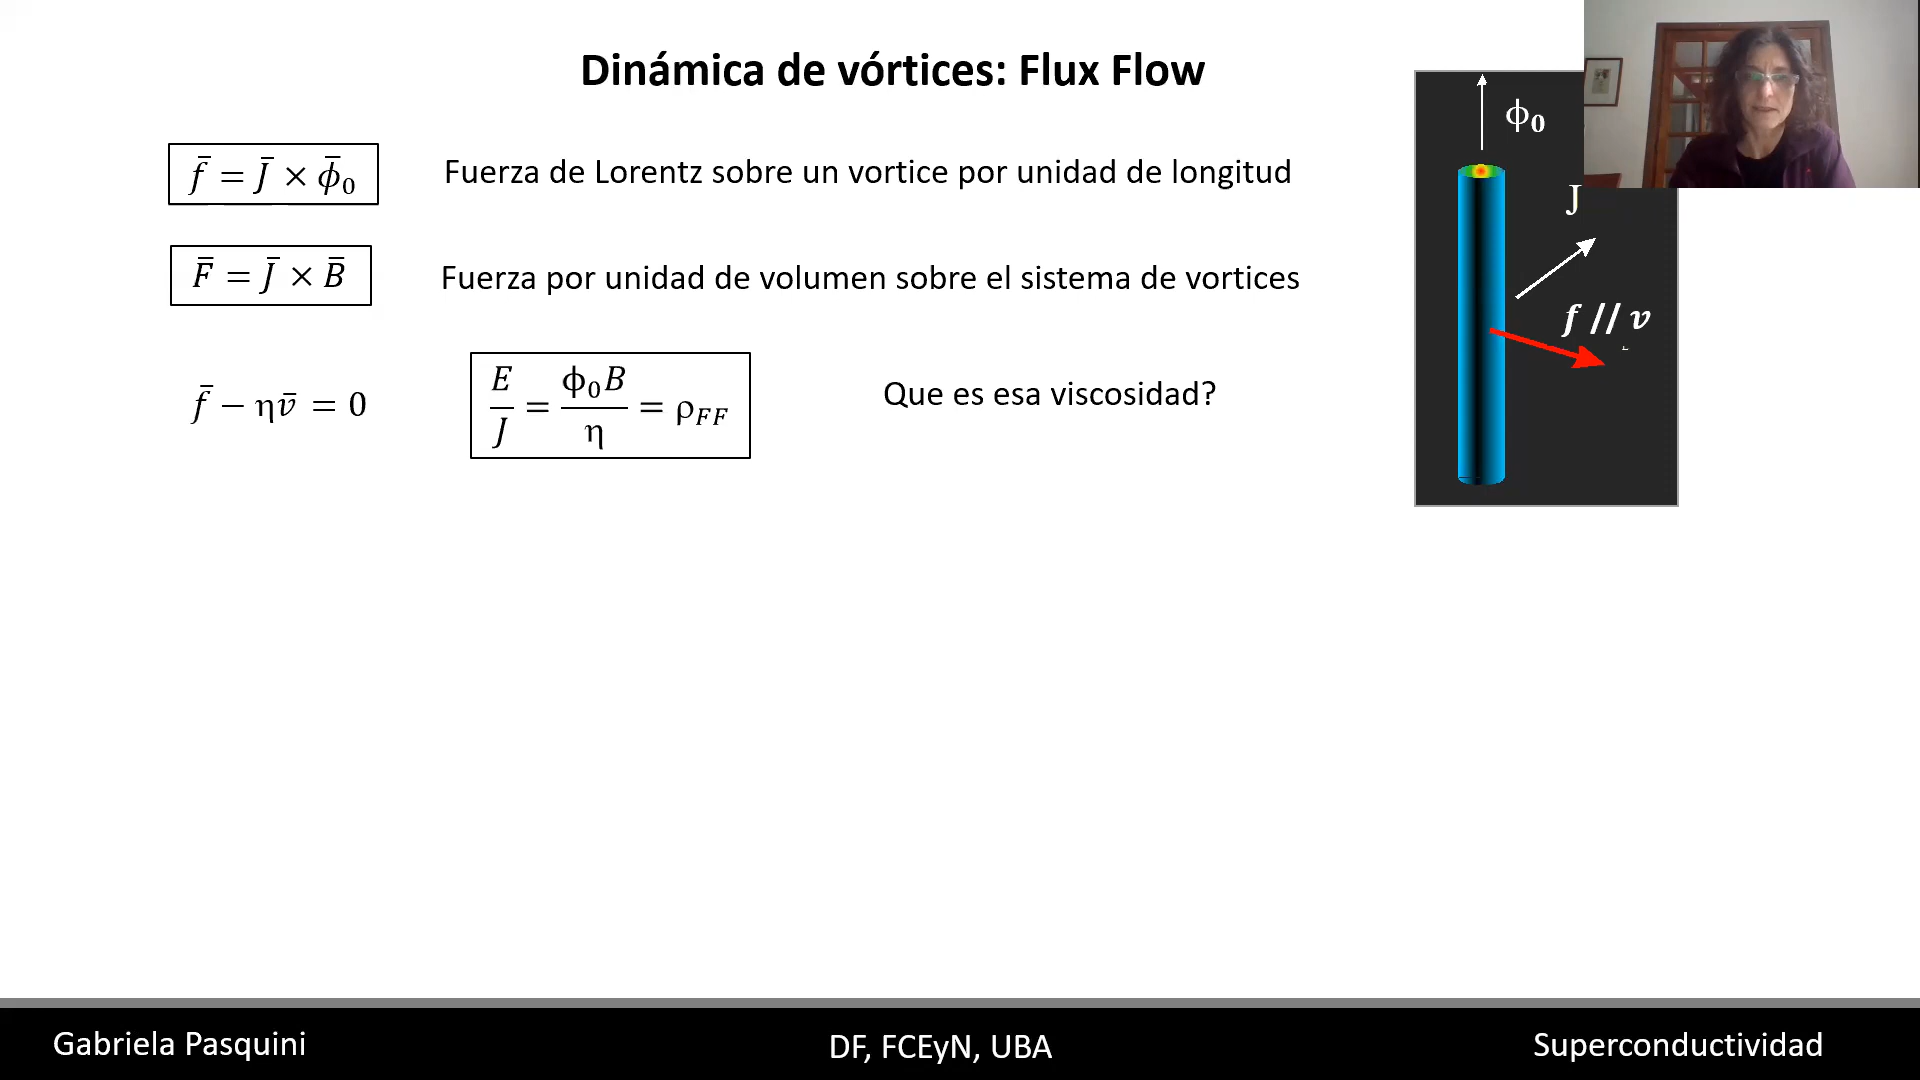 Dinámica de vórtices: Flux Flow
f̄ = J̄ × ϕ̄₀
Fuerza de Lorentz sobre un vortice por unidad de longitud
F̄ = J̄ × B̄
Fuerza por unidad de volumen sobre el sistema de vortices
f̄ − ηv̄ = 0
E/J = ϕ₀B/η = ρ_FF
Que es esa viscosidad?
ϕ₀
J
f // v
Gabriela Pasquini
DF, FCEyN, UBA
Superconductividad